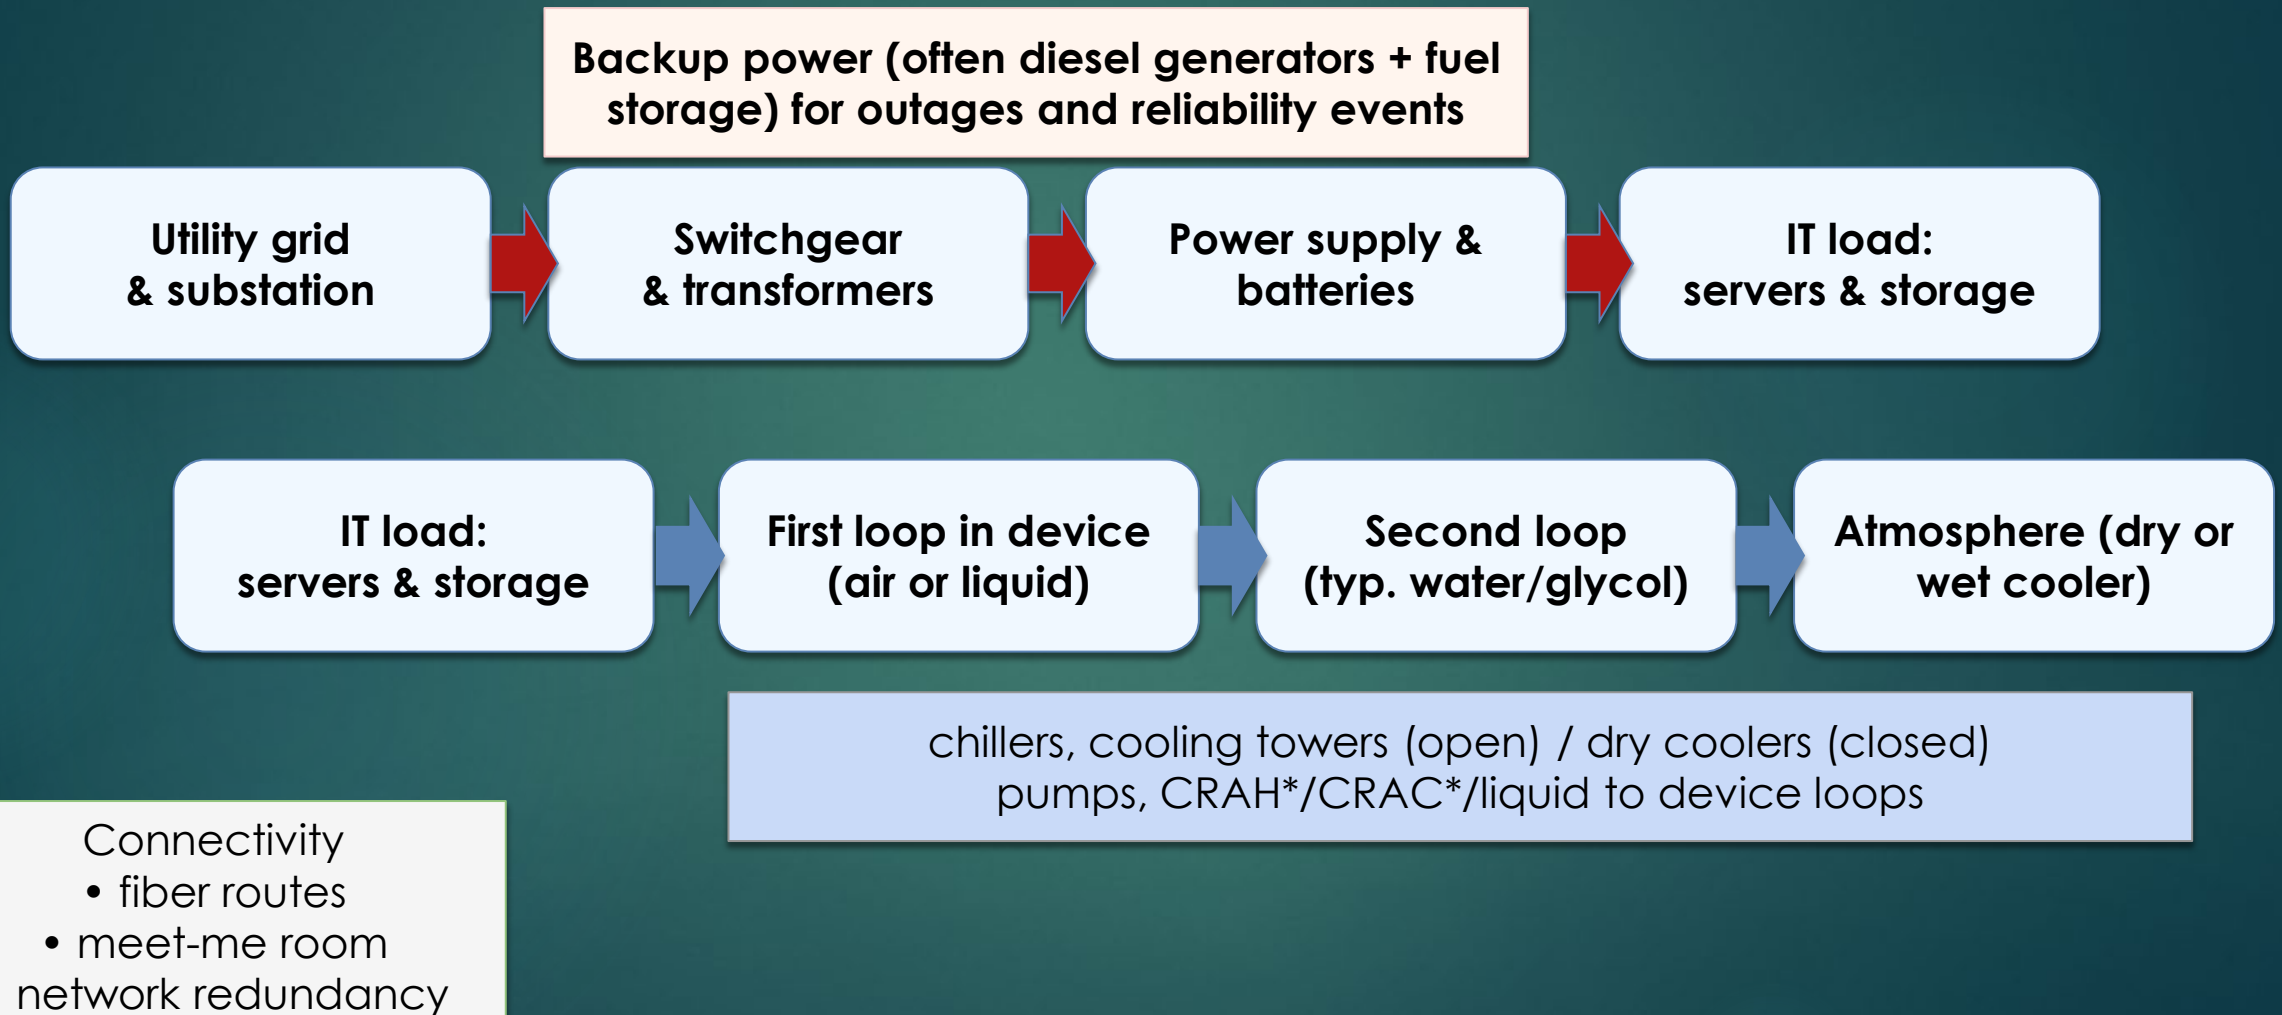 Backup power (often diesel generators + fuel
storage) for outages and reliability events
Utility grid
& substation
Switchgear
& transformers
Power supply &
batteries
IT load:
servers & storage
IT load:
servers & storage
First loop in device
(air or liquid)
Second loop
(typ. water/glycol)
Atmosphere (dry or
wet cooler)
chillers, cooling towers (open) / dry coolers (closed)
pumps, CRAH*/CRAC*/liquid to device loops
Connectivity
• fiber routes
• meet-me room
network redundancy